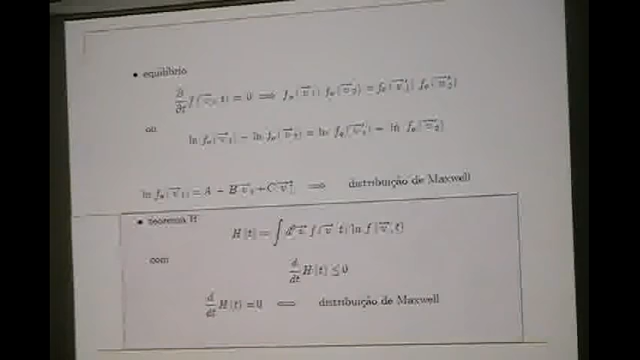 • equilíbrio
∂/∂t f(v⃗, t) = 0 ⟹ f₀(v⃗₁) f₀(v⃗₂) = f₀(v⃗'₁) f₀(v⃗'₂)
ou
ln f₀(v⃗₁) + ln f₀(v⃗₂) = ln f₀(v⃗'₁) + ln f₀(v⃗'₂)
ln f₀(v⃗₁) = A + B v⃗₁ + C v⃗₁² ⟹ distribuição de Maxwell
• teorema H
H(t) = ∫ d³v⃗ f(v⃗, t) ln f(v⃗, t)
com
d/dt H(t) ≤ 0
d/dt H(t) = 0 ⟺ distribuição de Maxwell